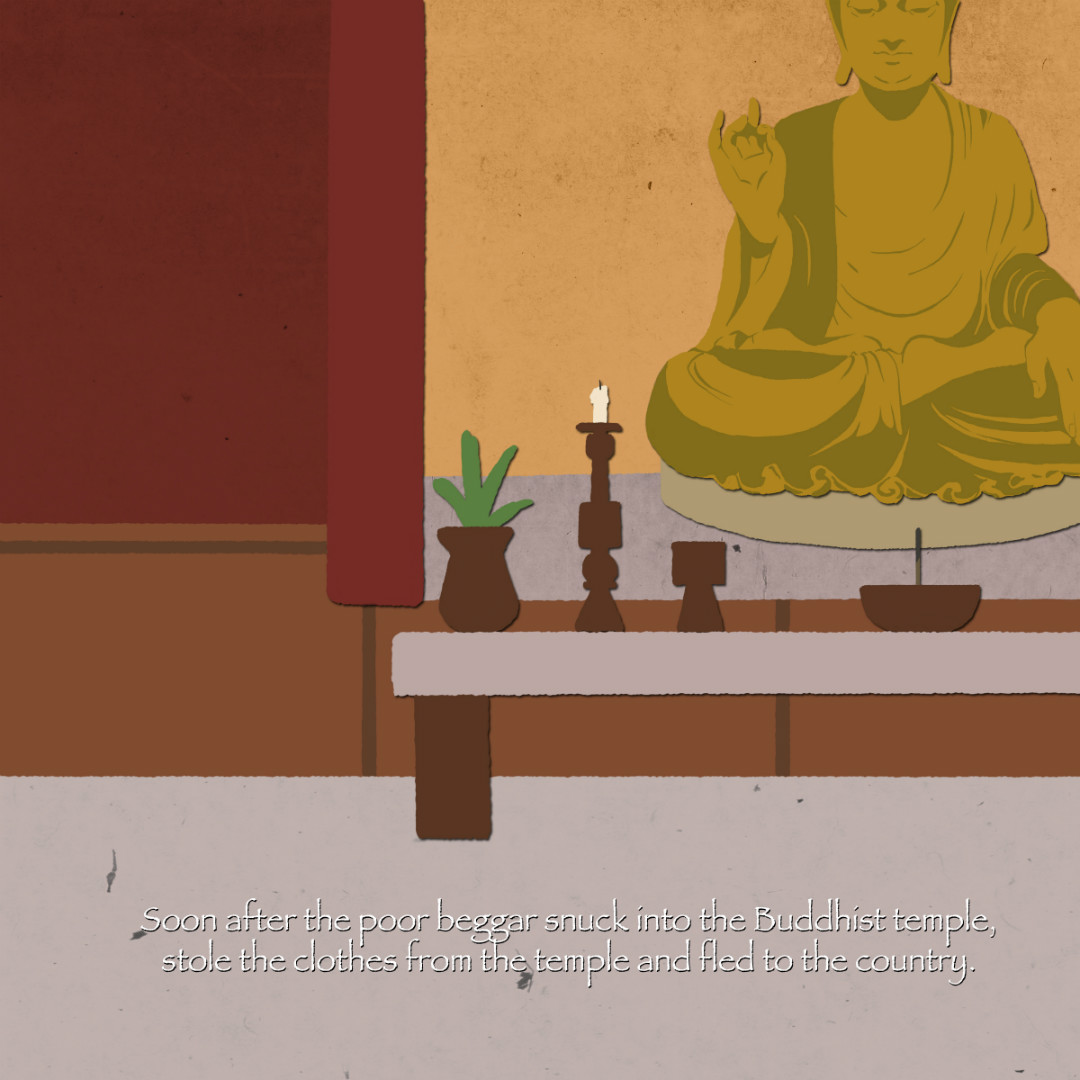 Soon after the poor beggar snuck into the Buddhist temple,
stole the clothes from the temple and fled to the country.